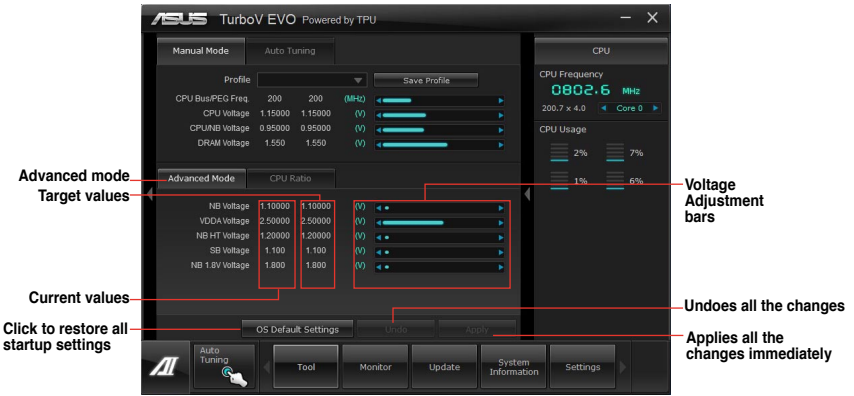 ASUS TurboV EVO Powered by TPU
Manual Mode Auto Tuning
Profile Save Profile
CPU Bus/PEG Freq. 200 200 (MHz)
CPU Voltage 1.15000 1.15000 (V)
CPU/NB Voltage 0.95000 0.95000 (V)
DRAM Voltage 1.550 1.550 (V)
Advanced Mode CPU Ratio
NB Voltage 1.10000 1.10000 (V)
VDDA Voltage 2.50000 2.50000 (V)
NB HT Voltage 1.20000 1.20000 (V)
SB Voltage 1.100 1.100 (V)
NB 1.8V Voltage 1.800 1.800 (V)
OS Default Settings Undo Apply
CPU
CPU Frequency
0802.6 MHz
200.7 x 4.0 Core 0
CPU Usage
2% 7%
1% 6%
Auto
Tuning
Tool Monitor Update System
Information Settings
Advanced mode
Target values
Current values
Click to restore all
startup settings
Voltage
Adjustment
bars
Undoes all the changes
Applies all the
changes immediately